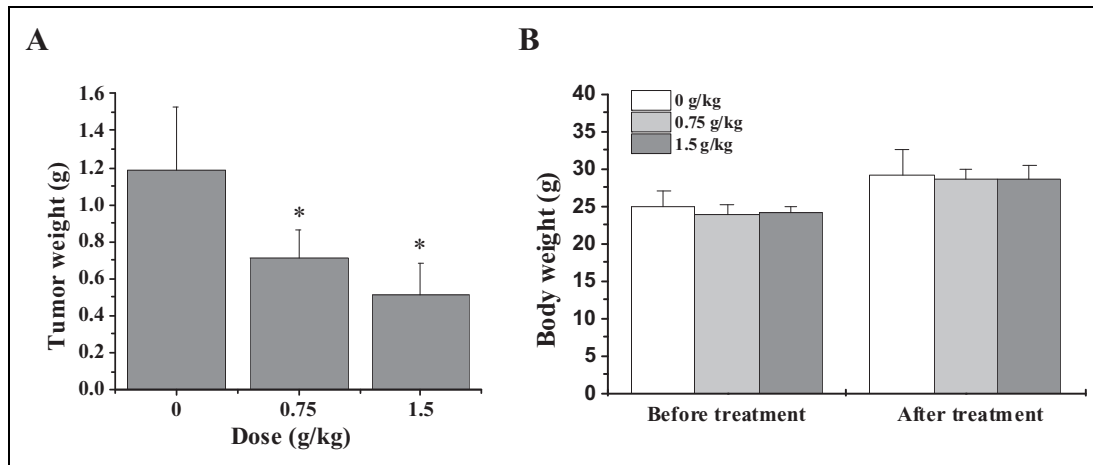 A
Tumor weight (g)
1.6
1.4
1.2
1.0
0.8
0.6
0.4
0.2
0.0
*
*
0
0.75
1.5
Dose (g/kg)
B
Body weight (g)
40
35
30
25
20
15
10
5
0
0 g/kg
0.75 g/kg
1.5 g/kg
Before treatment
After treatment